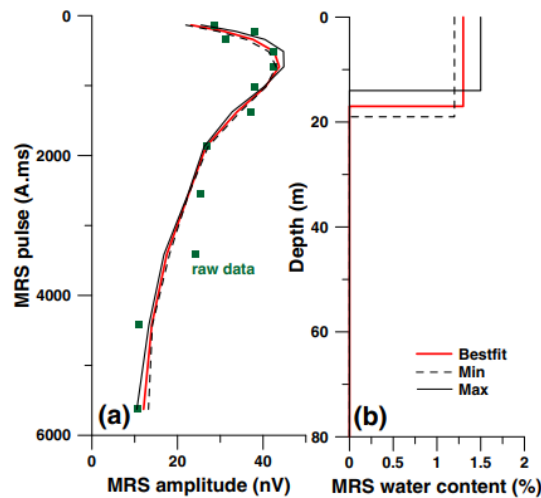 0
2000
4000
6000
MRS pulse (A.ms)
raw data
(a)
0
20
40
MRS amplitude (nV)
0
20
40
60
80
Depth (m)
Bestfit
Min
Max
(b)
0
0.5
1
1.5
2
MRS water content (%)